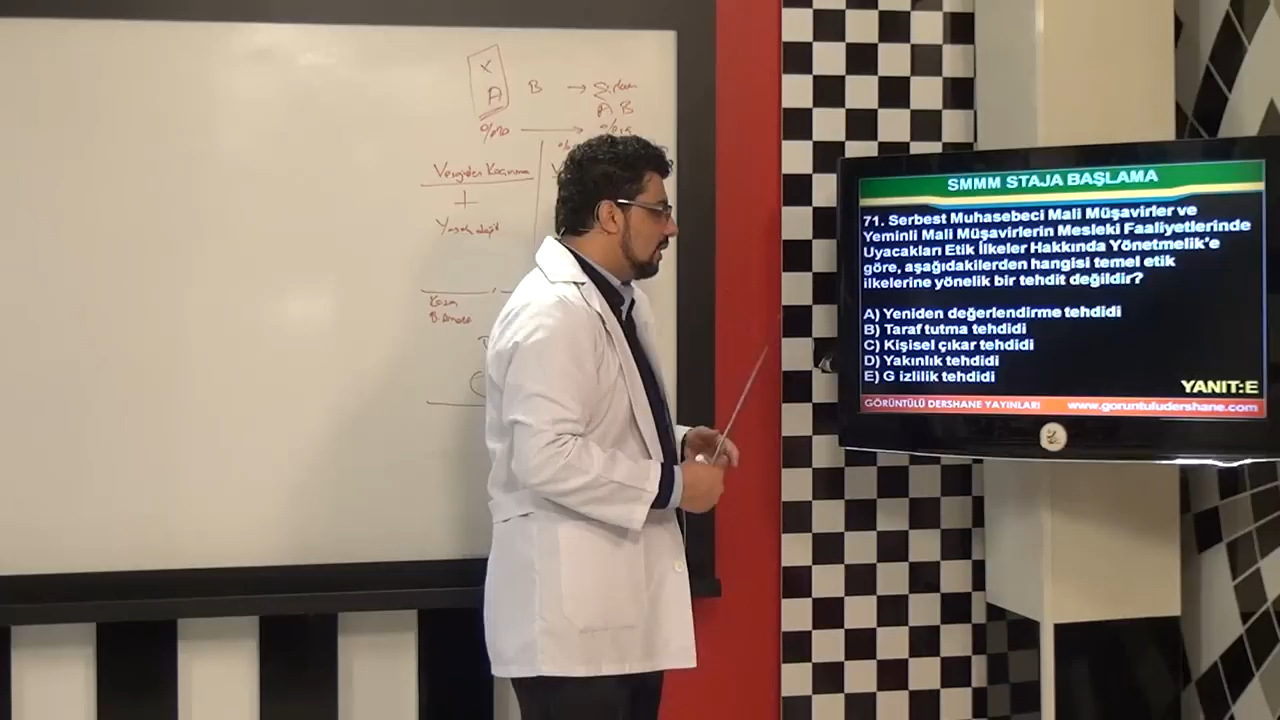 X
A
B
A B
Vergiden Kaçınma
+
Yasak değil
SMMM STAJA BAŞLAMA
71. Serbest Muhasebeci Mali Müşavirler ve
Yeminli Mali Müşavirlerin Mesleki Faaliyetlerinde
Uyacakları Etik İlkeler Hakkında Yönetmelik'e
göre, aşağıdakilerden hangisi temel etik
ilkelerine yönelik bir tehdit değildir?
A) Yeniden değerlendirme tehdidi
B) Taraf tutma tehdidi
C) Kişisel çıkar tehdidi
D) Yakınlık tehdidi
E) G izlilik tehdidi
YANIT:E
GÖRÜNTÜLÜ DERSHANE YAYINLARI www.goruntuludershane.com